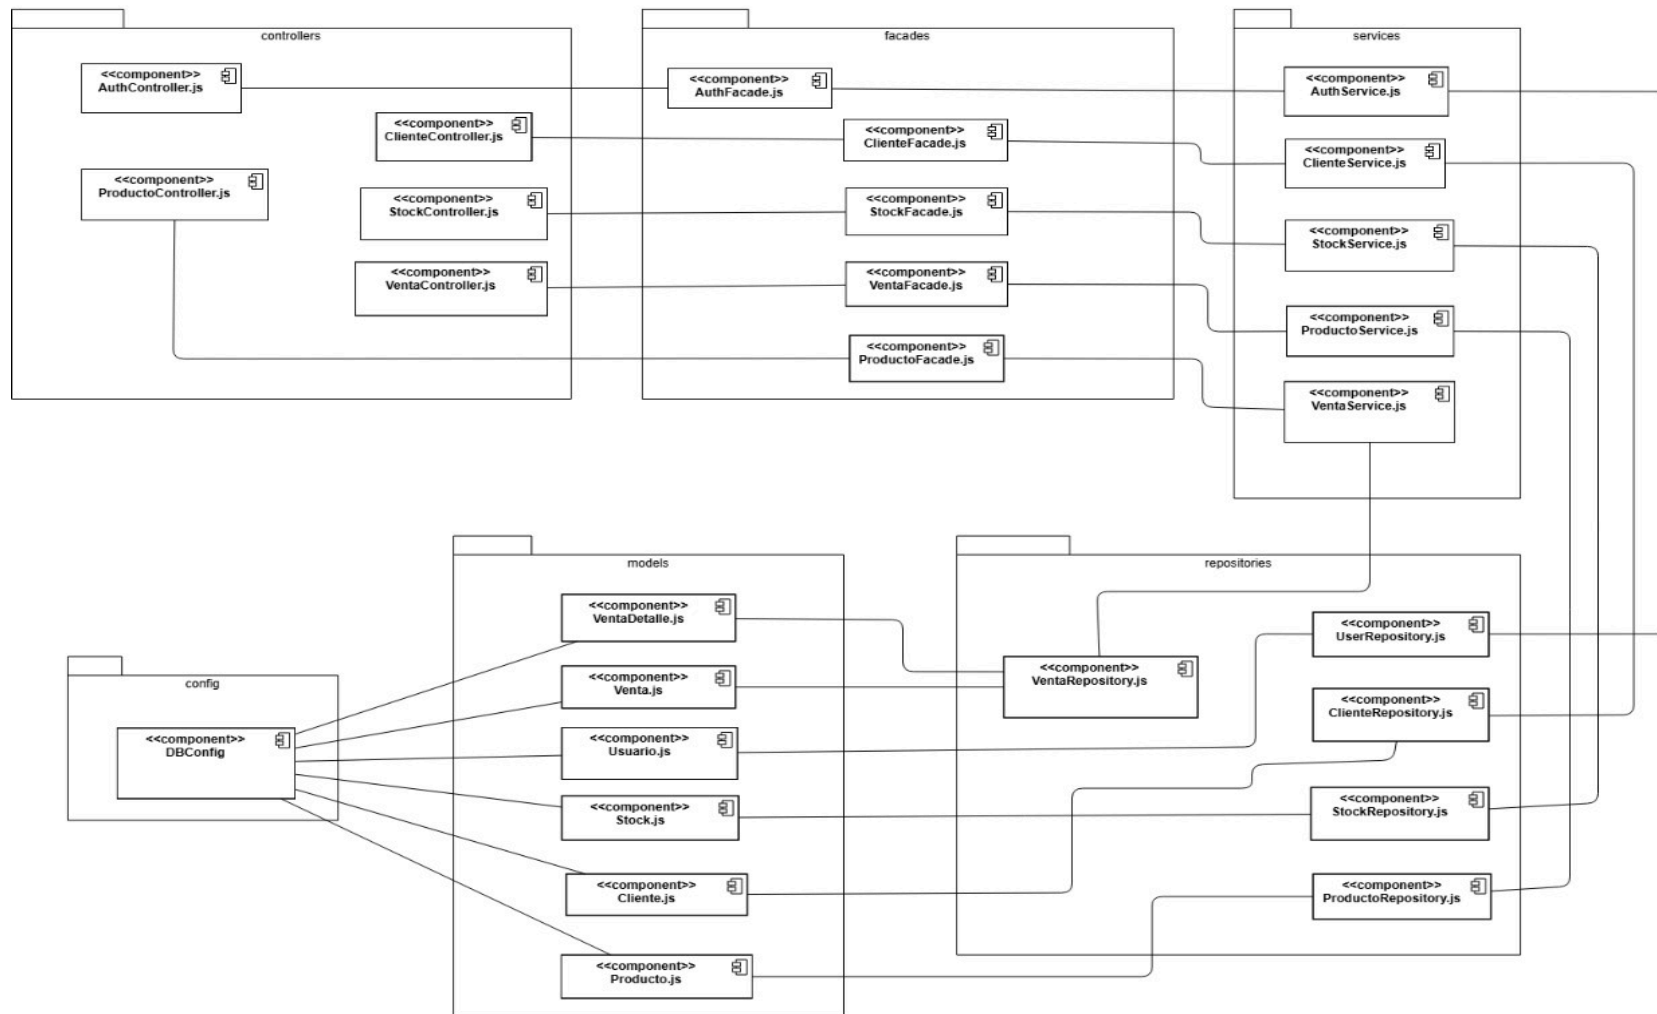 controllers
<<component>>
AuthController.js
<<component>>
ClienteController.js
<<component>>
ProductoController.js
<<component>>
StockController.js
<<component>>
VentaController.js
facades
<<component>>
AuthFacade.js
<<component>>
ClienteFacade.js
<<component>>
StockFacade.js
<<component>>
VentaFacade.js
<<component>>
ProductoFacade.js
services
<<component>>
AuthService.js
<<component>>
ClienteService.js
<<component>>
StockService.js
<<component>>
ProductoService.js
<<component>>
VentaService.js
config
<<component>>
DBConfig
models
<<component>>
VentaDetalle.js
<<component>>
Venta.js
<<component>>
Usuario.js
<<component>>
Stock.js
<<component>>
Cliente.js
<<component>>
Producto.js
repositories
<<component>>
VentaRepository.js
<<component>>
UserRepository.js
<<component>>
ClienteRepository.js
<<component>>
StockRepository.js
<<component>>
ProductoRepository.js